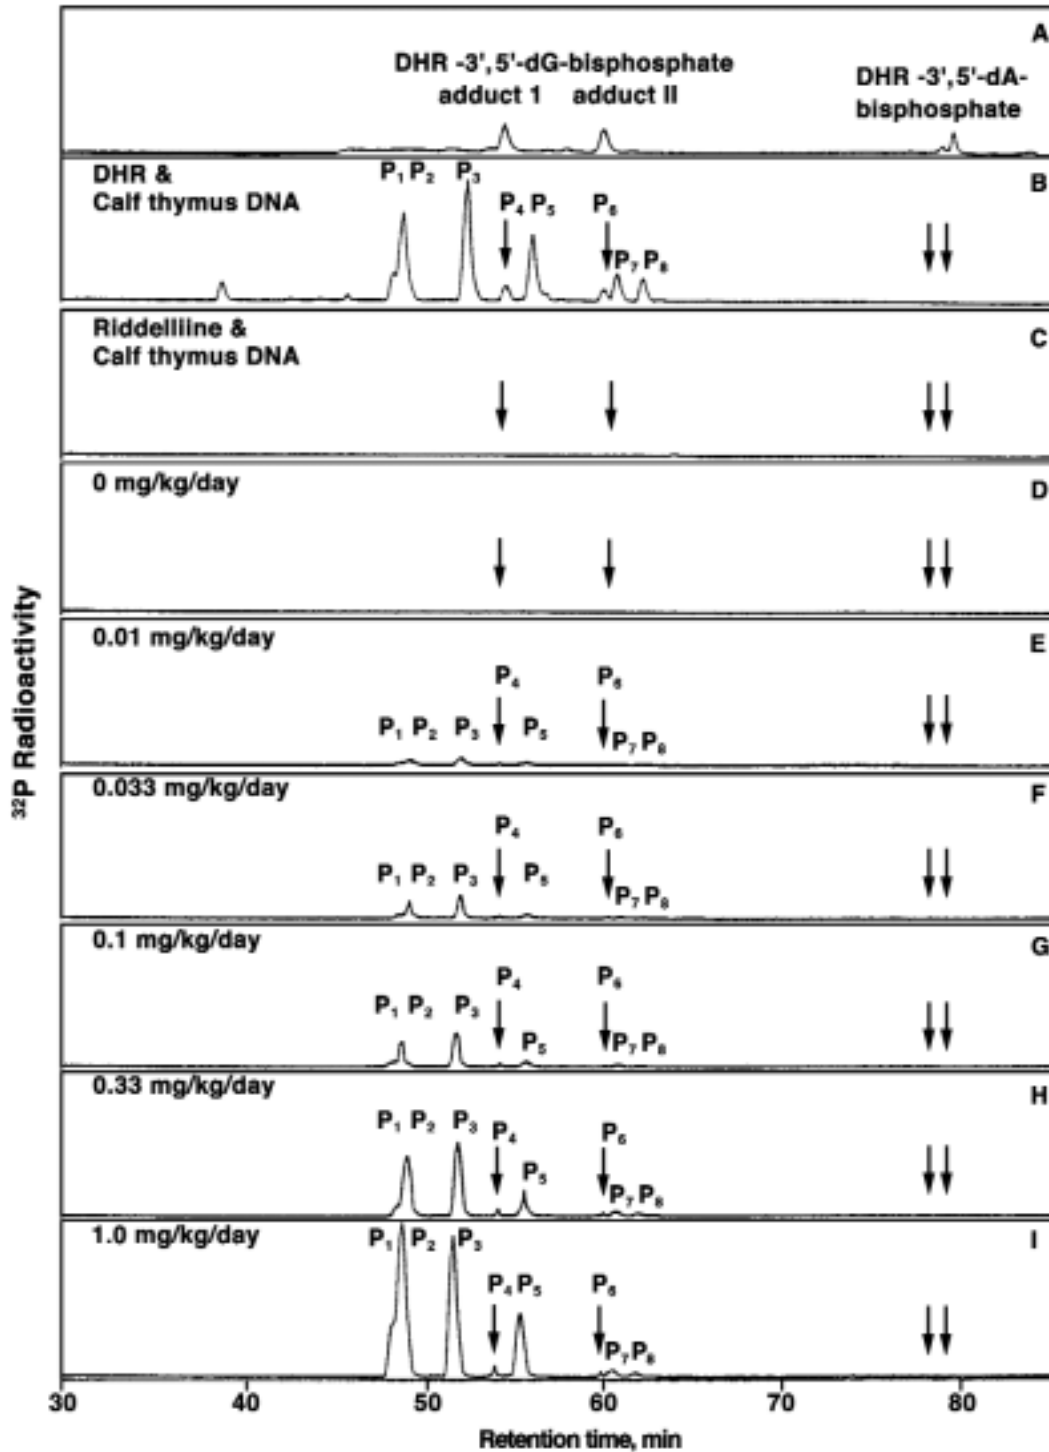 A
DHR -3',5'-dG-bisphosphate
adduct 1 adduct II
DHR -3',5'-dA-
bisphosphate
B
DHR &
Calf thymus DNA
P₁ P₂ P₃
P₄ P₅ P₆
P₇ P₈
C
Riddelliine &
Calf thymus DNA
D
0 mg/kg/day
E
0.01 mg/kg/day
P₄ P₆
P₁ P₂ P₃ P₅
P₇ P₈
F
0.033 mg/kg/day
P₄ P₆
P₁ P₂ P₃ P₅
P₇ P₈
G
0.1 mg/kg/day
P₄ P₆
P₁ P₂ P₃
P₅ P₇ P₈
H
0.33 mg/kg/day
P₁ P₂ P₃ P₄ P₆
P₅
P₇ P₈
I
1.0 mg/kg/day
P₁ P₂ P₃
P₄ P₅ P₆
P₇ P₈
30 40 50 60 70 80
Retention time, min
³²P Radioactivity